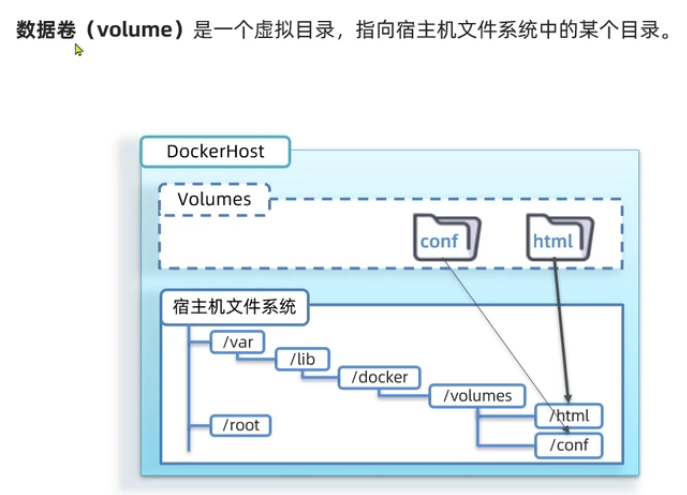 数据卷（volume）是一个虚拟目录，指向宿主机文件系统中的某个目录。
DockerHost
Volumes
conf
html
宿主机文件系统
/var
/lib
/docker
/volumes
/html
/root
/conf